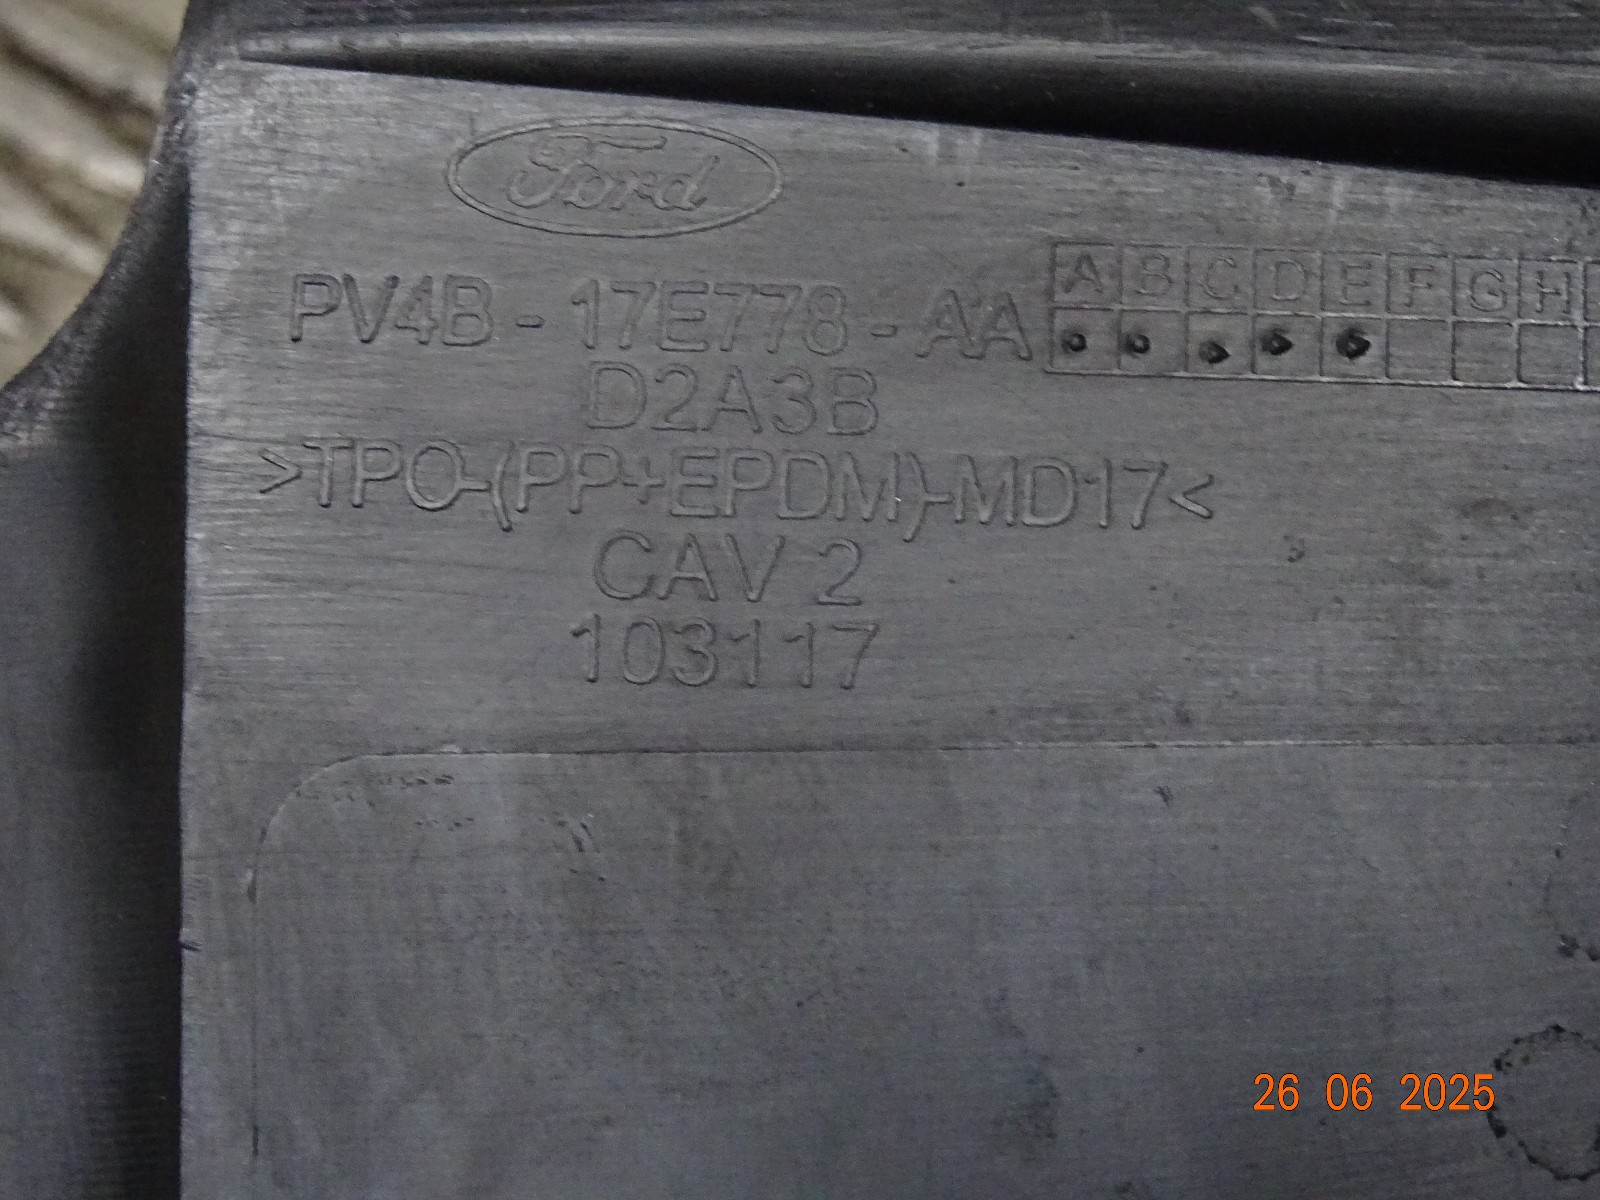 Ford
PV4B - 17E778 - AA
A B C D E F G H
D2A3B
>TPO-(PP+EPDM)-MD17<
CAV 2
103117
26 06 2025